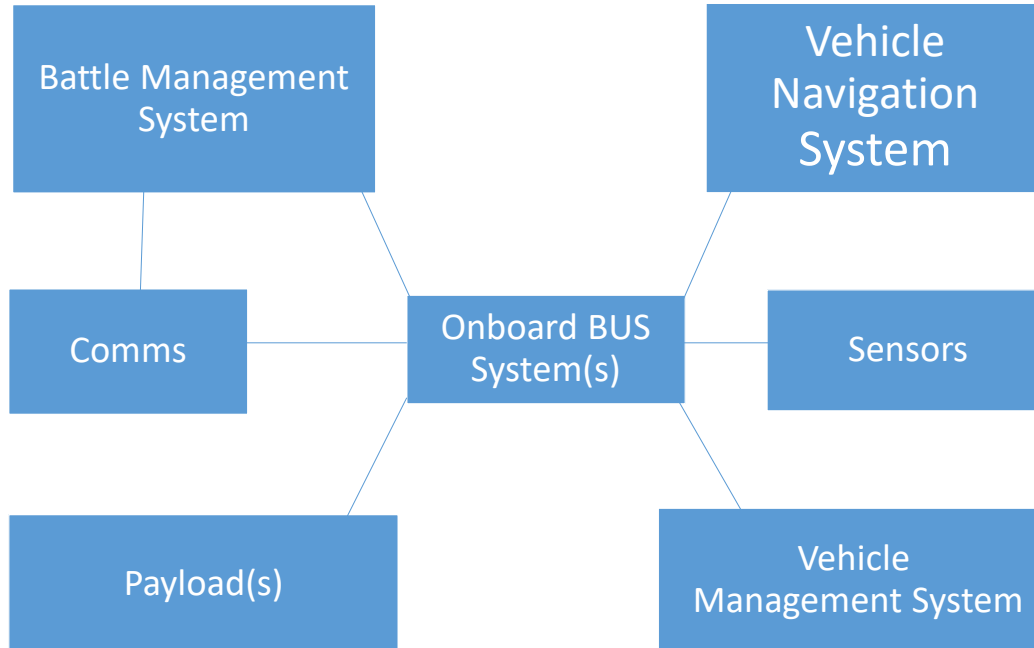 Battle Management
System
Vehicle
Navigation
System
Comms
Onboard BUS
System(s)
Sensors
Payload(s)
Vehicle
Management System